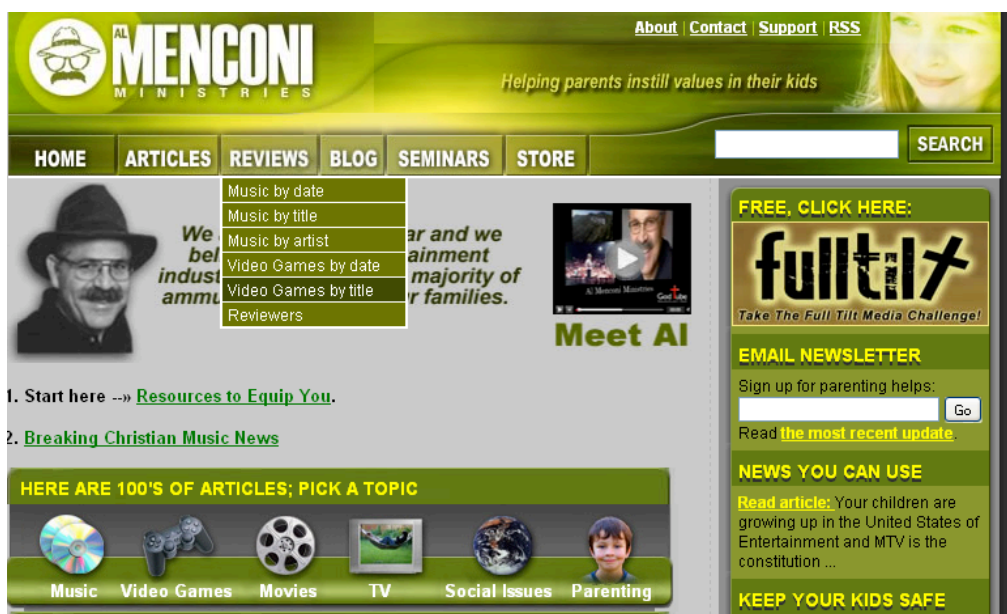 About | Contact | Support | RSS
AL
MENCONI
MINISTRIES
Helping parents instill values in their kids
HOME ARTICLES REVIEWS BLOG SEMINARS STORE
SEARCH
Music by date
Music by title
Music by artist
Video Games by date
Video Games by title
Reviewers
We ar and we
bel ainment
indust majority of
ammu r families.
Al Menconi Ministries
God tube
Meet Al
1. Start here --» Resources to Equip You.
2. Breaking Christian Music News
HERE ARE 100'S OF ARTICLES; PICK A TOPIC
Music Video Games Movies TV Social Issues Parenting
FREE, CLICK HERE:
fulltilt
Take The Full Tilt Media Challenge!
EMAIL NEWSLETTER
Sign up for parenting helps:
Go
Read the most recent update.
NEWS YOU CAN USE
Read article: Your children are
growing up in the United States of
Entertainment and MTV is the
constitution ...
KEEP YOUR KIDS SAFE